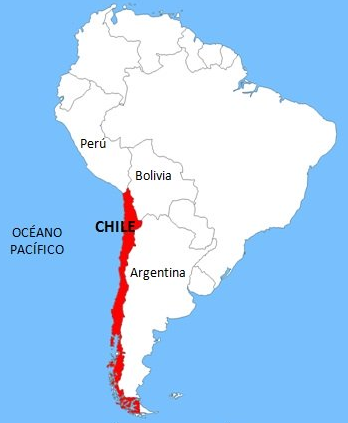 Perú
Bolivia
CHILE
OCÉANO
PACÍFICO
Argentina